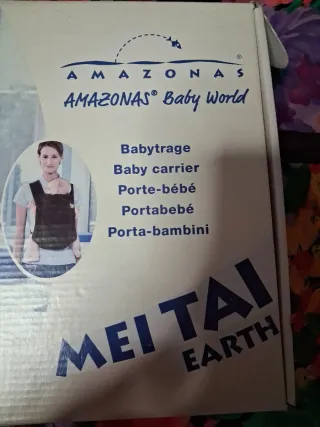 AMAZONAS®
AMAZONAS® Baby World
Babytrage
Baby carrier
Porte-bébé
Portabebé
Porta-bambini
MEI TAI
EARTH